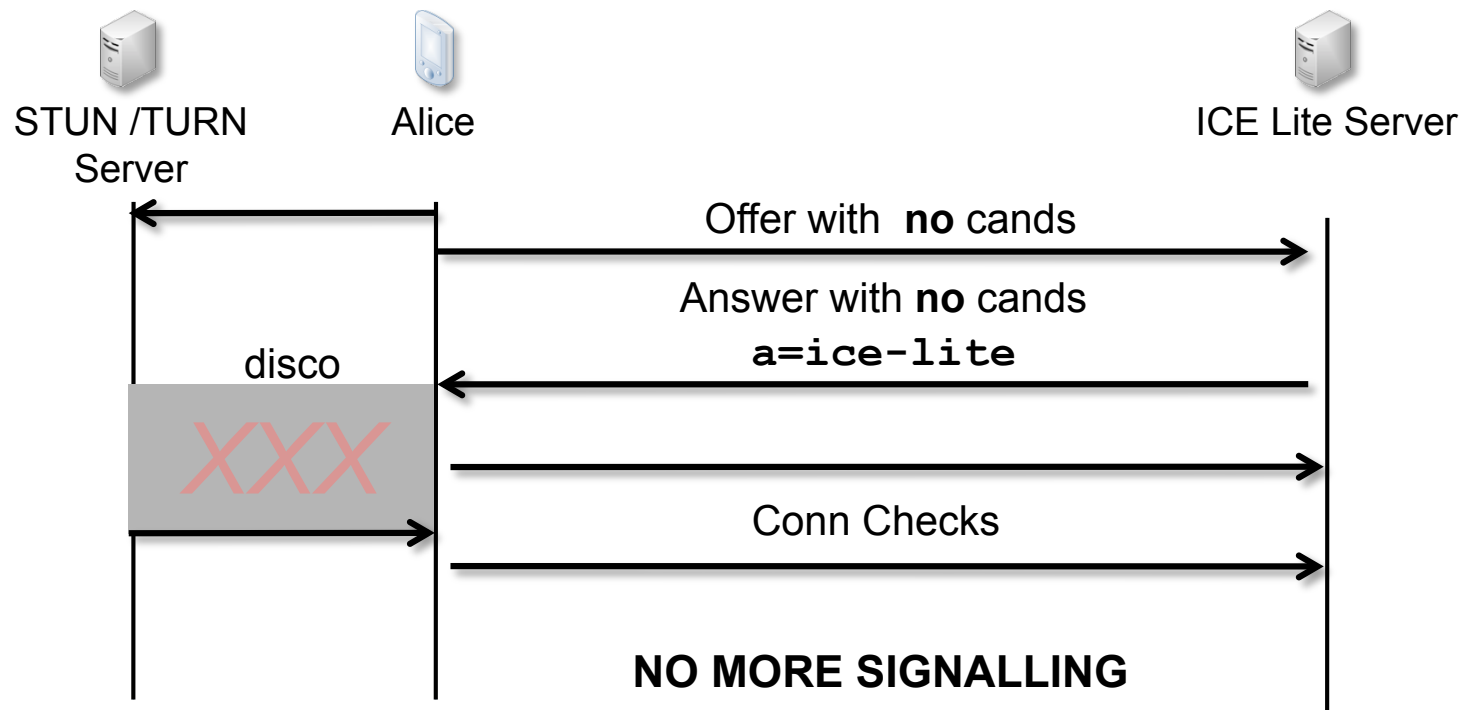 STUN /TURN
Server
Alice
ICE Lite Server
Offer with no cands
Answer with no cands
a=ice-lite
disco
XXX
Conn Checks
NO MORE SIGNALLING